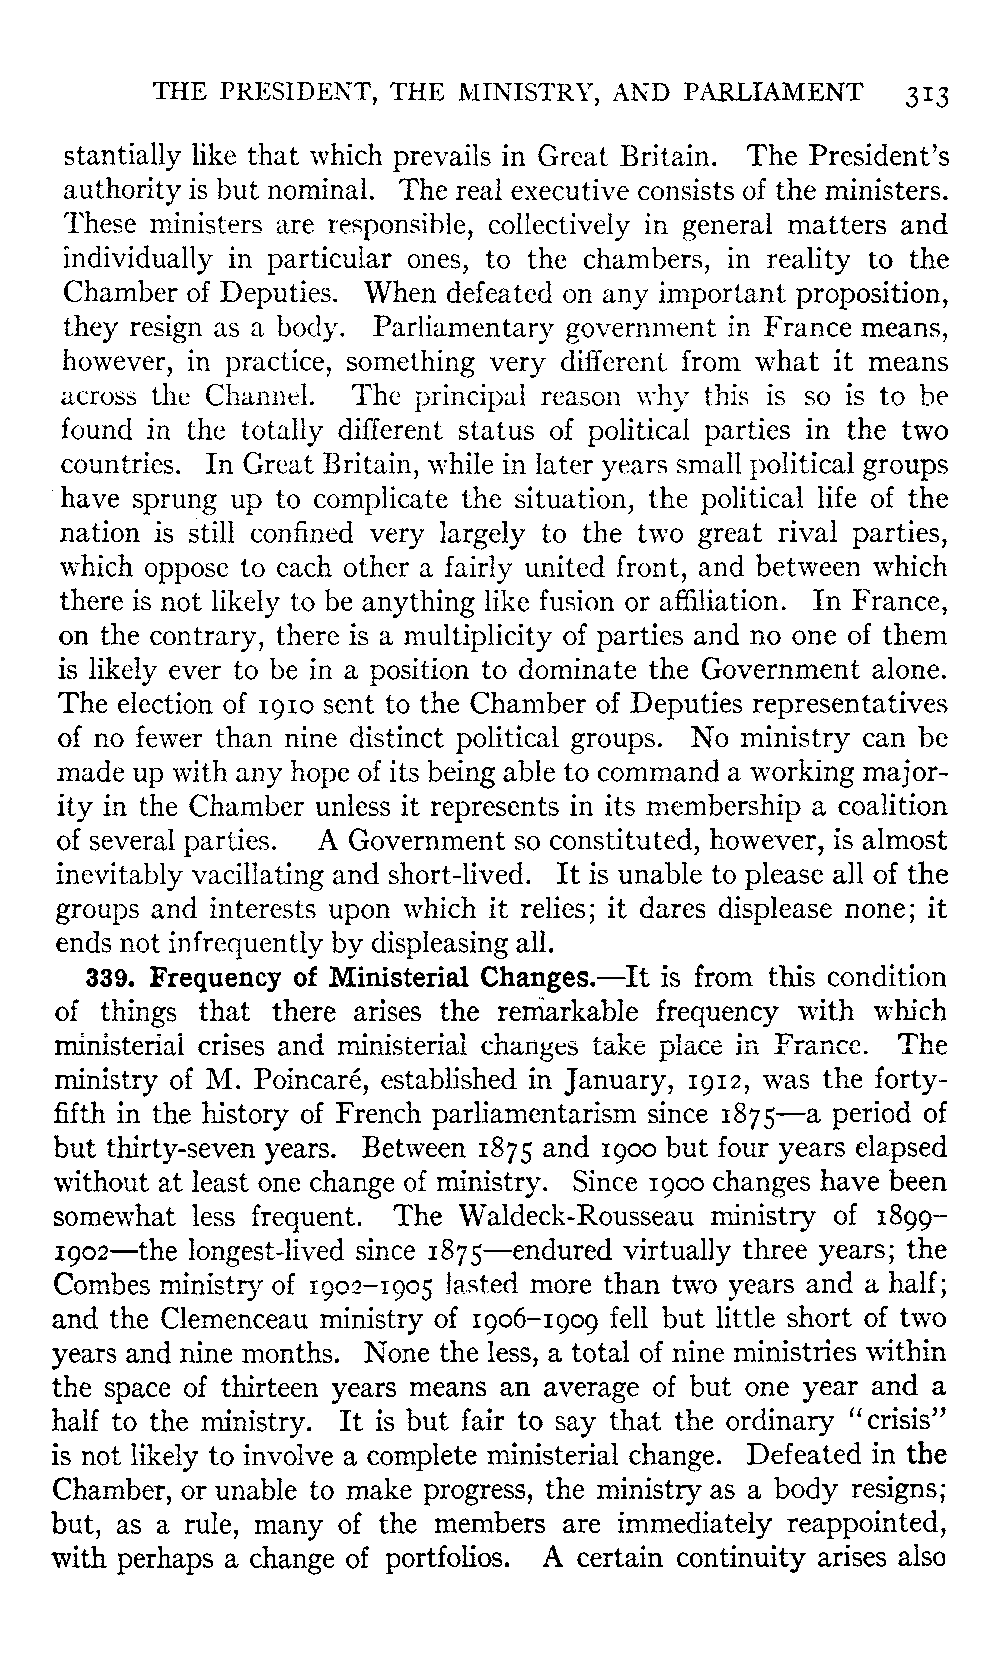 THE PRESIDENT, THE MINISTRY, AND PARLIAMENT 313
stantially like that which prevails in Great Britain. The President's
authority is but nominal. The real executive consists of the ministers.
These ministers are responsible, collectively in general matters and
individually in particular ones, to the chambers, in reality to the
Chamber of Deputies. When defeated on any important proposition,
they resign as a body. Parliamentary government in France means,
however, in practice, something very different from what it means
across the Channel. The principal reason why this is so is to be
found in the totally different status of political parties in the two
countries. In Great Britain, while in later years small political groups
have sprung up to complicate the situation, the political life of the
nation is still confined very largely to the two great rival parties,
which oppose to each other a fairly united front, and between which
there is not likely to be anything like fusion or affiliation. In France,
on the contrary, there is a multiplicity of parties and no one of them
is likely ever to be in a position to dominate the Government alone.
The election of 1910 sent to the Chamber of Deputies representatives
of no fewer than nine distinct political groups. No ministry can be
made up with any hope of its being able to command a working major-
ity in the Chamber unless it represents in its membership a coalition
of several parties. A Government so constituted, however, is almost
inevitably vacillating and short-lived. It is unable to please all of the
groups and interests upon which it relies; it dares displease none; it
ends not infrequently by displeasing all.
339. Frequency of Ministerial Changes.—It is from this condition
of things that there arises the remarkable frequency with which
ministerial crises and ministerial changes take place in France. The
ministry of M. Poincaré, established in January, 1912, was the forty-
fifth in the history of French parliamentarism since 1875—a period of
but thirty-seven years. Between 1875 and 1900 but four years elapsed
without at least one change of ministry. Since 1900 changes have been
somewhat less frequent. The Waldeck-Rousseau ministry of 1899–
1902—the longest-lived since 1875—endured virtually three years; the
Combes ministry of 1902–1905 lasted more than two years and a half;
and the Clemenceau ministry of 1906–1909 fell but little short of two
years and nine months. None the less, a total of nine ministries within
the space of thirteen years means an average of but one year and a
half to the ministry. It is but fair to say that the ordinary "crisis"
is not likely to involve a complete ministerial change. Defeated in the
Chamber, or unable to make progress, the ministry as a body resigns;
but, as a rule, many of the members are immediately reappointed,
with perhaps a change of portfolios. A certain continuity arises also